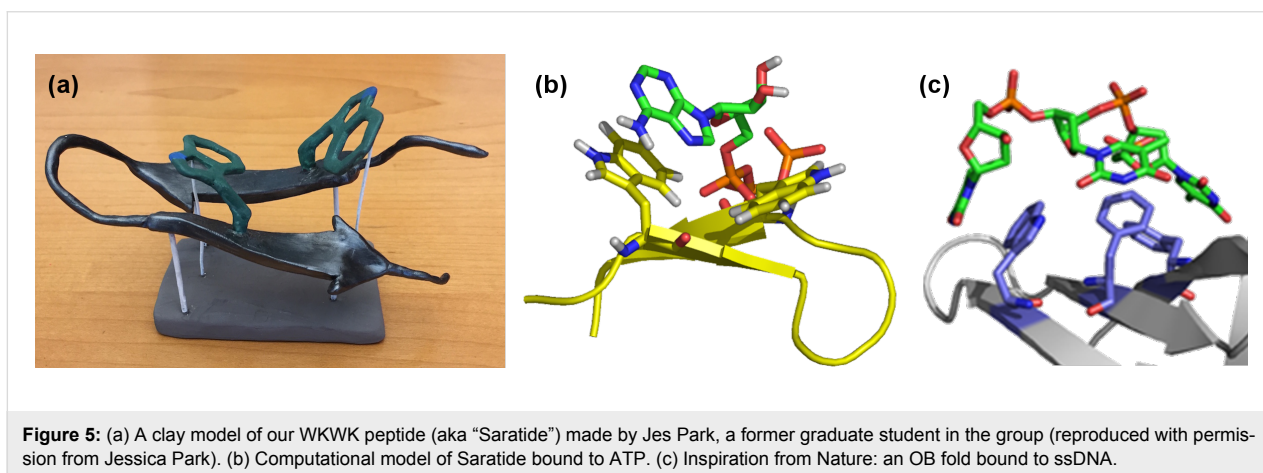 (a)
(b)
(c)
Figure 5: (a) A clay model of our WKWK peptide (aka “Saratide”) made by Jes Park, a former graduate student in the group (reproduced with permis-
sion from Jessica Park). (b) Computational model of Saratide bound to ATP. (c) Inspiration from Nature: an OB fold bound to ssDNA.